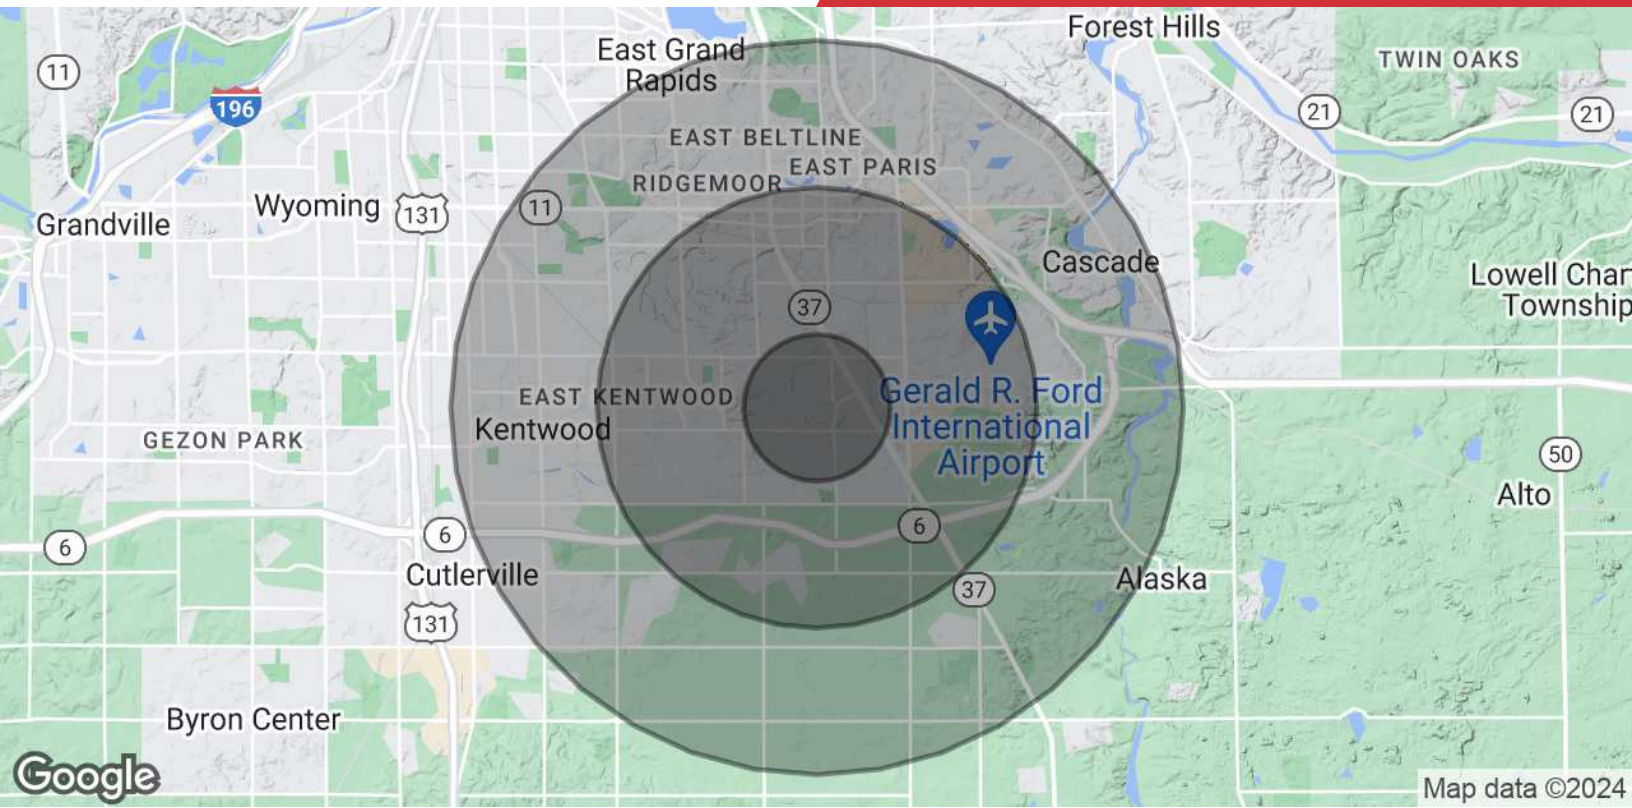 Forest Hills
East Grand
Rapids
TWIN OAKS
11
196
21
21
EAST BELTLINE
EAST PARIS
RIDGEMOOR
Wyoming
131
11
Grandville
Cascade
Lowell Char
Township
37
EAST KENTWOOD
Kentwood
Gerald R. Ford
International
Airport
GEZON PARK
50
Alto
6
6
6
Cutlerville
37
Alaska
131
Byron Center
Google
Map data ©2024